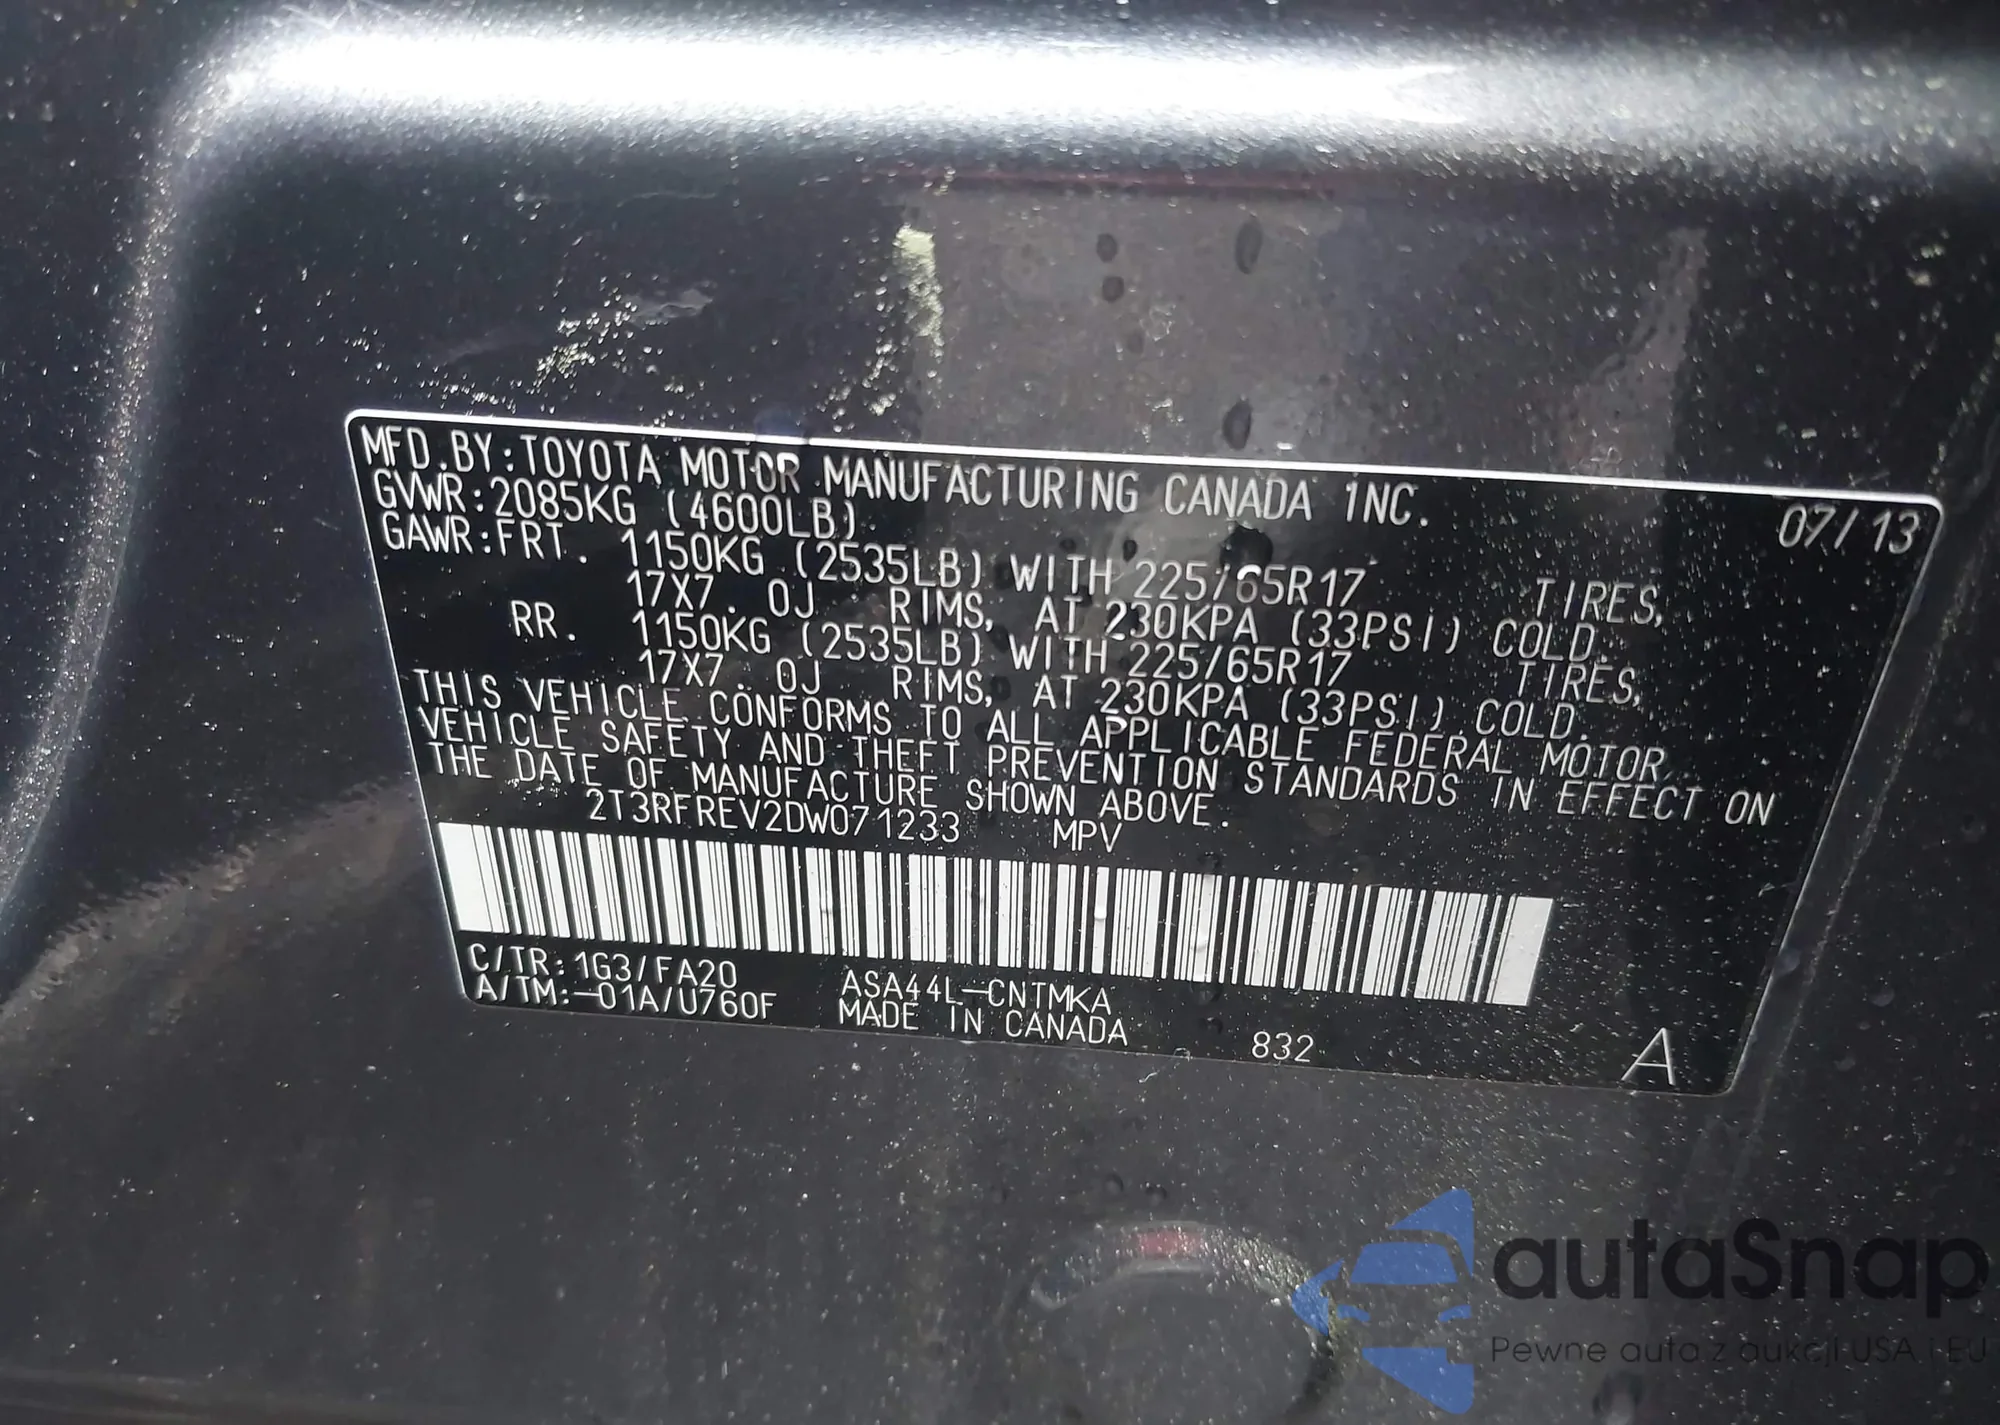 MFD.BY:TOYOTA MOTOR MANUFACTURING CANADA INC. 07/13
GVWR:2085KG (4600LB)
GAWR:FRT. 1150KG (2535LB) WITH 225/65R17 TIRES,
17X7.0J RIMS, AT 230KPA (33PSI) COLD.
RR. 1150KG (2535LB) WITH 225/65R17 TIRES,
17X7.0J RIMS, AT 230KPA (33PSI) COLD.
THIS VEHICLE CONFORMS TO ALL APPLICABLE FEDERAL MOTOR
VEHICLE SAFETY AND THEFT PREVENTION STANDARDS IN EFFECT ON
THE DATE OF MANUFACTURE SHOWN ABOVE.
2T3RFREV2DW071233 MPV
C/TR:1G3/FA20 ASA44L-CNTMKA
A/TM:-01A/U760F MADE IN CANADA 832 A
autaSnap
Pewne auta z aukcji USA i EU